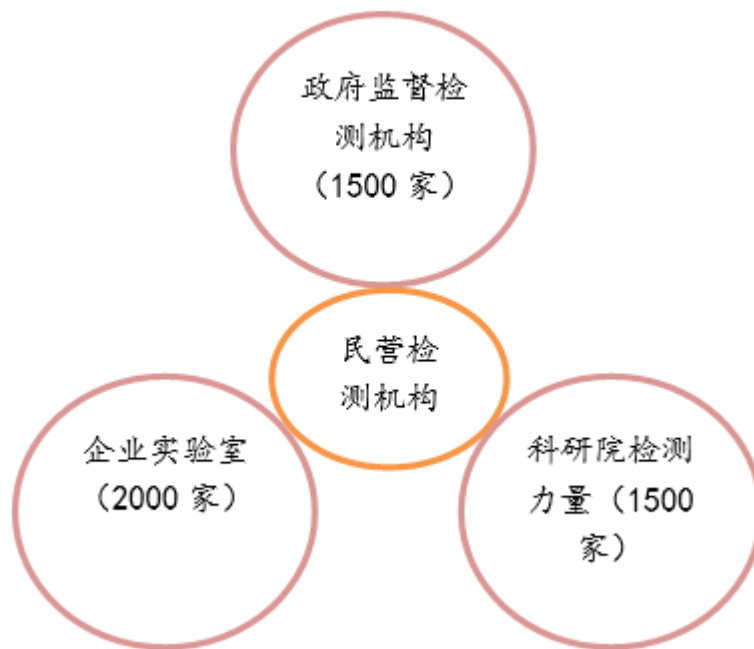 政府监督检
测机构
（1500 家）
民营检
测机构
企业实验室
（2000 家）
科研院检测
力量（1500
家）